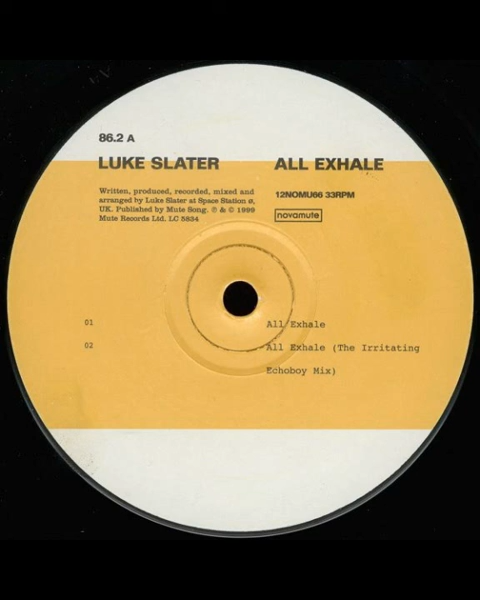 86.2 A
LUKE SLATER
ALL EXHALE
Written, produced, recorded, mixed and
arranged by Luke Slater at Space Station ø,
UK. Published by Mute Song. ℗ & © 1999
Mute Records Ltd. LC 5834
12NOMU66 33RPM
novamute
01 All Exhale
02 All Exhale (The Irritating
Echoboy Mix)